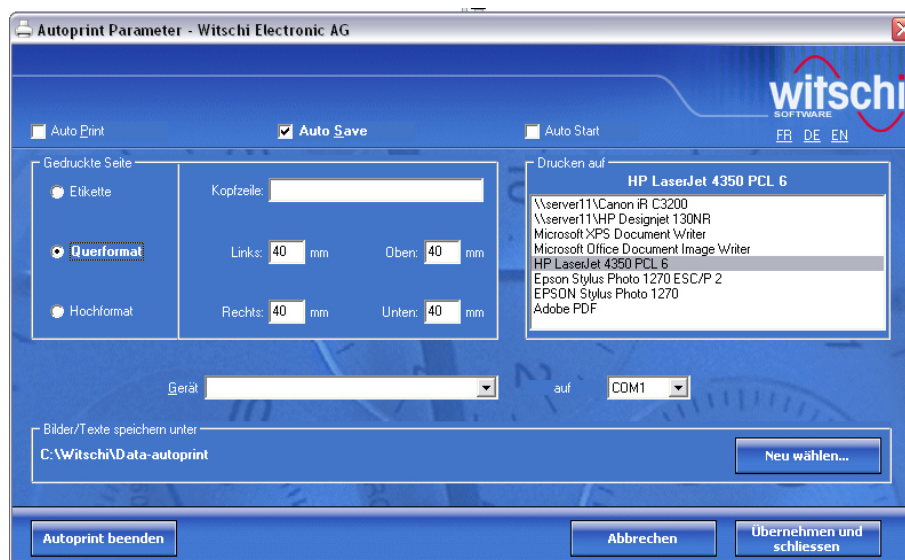 Autoprint Parameter - Witschi Electronic AG
witschi
SOFTWARE
FR DE EN
Auto Print
Auto Save
Auto Start
Gedruckte Seite
Etikette
Kopfzeile:
Querformat
Links: 40 mm
Oben: 40 mm
Hochformat
Rechts: 40 mm
Unten: 40 mm
Drucken auf
HP LaserJet 4350 PCL 6
\\server11\Canon iR C3200
\\server11\HP Designjet 130NR
Microsoft XPS Document Writer
Microsoft Office Document Image Writer
HP LaserJet 4350 PCL 6
Epson Stylus Photo 1270 ESC/P 2
EPSON Stylus Photo 1270
Adobe PDF
Gerät
auf
COM1
Bilder/Texte speichern unter
C:\Witschi\Data-autoprint
Neu wählen...
Autoprint beenden
Abbrechen
Übernehmen und
schliessen